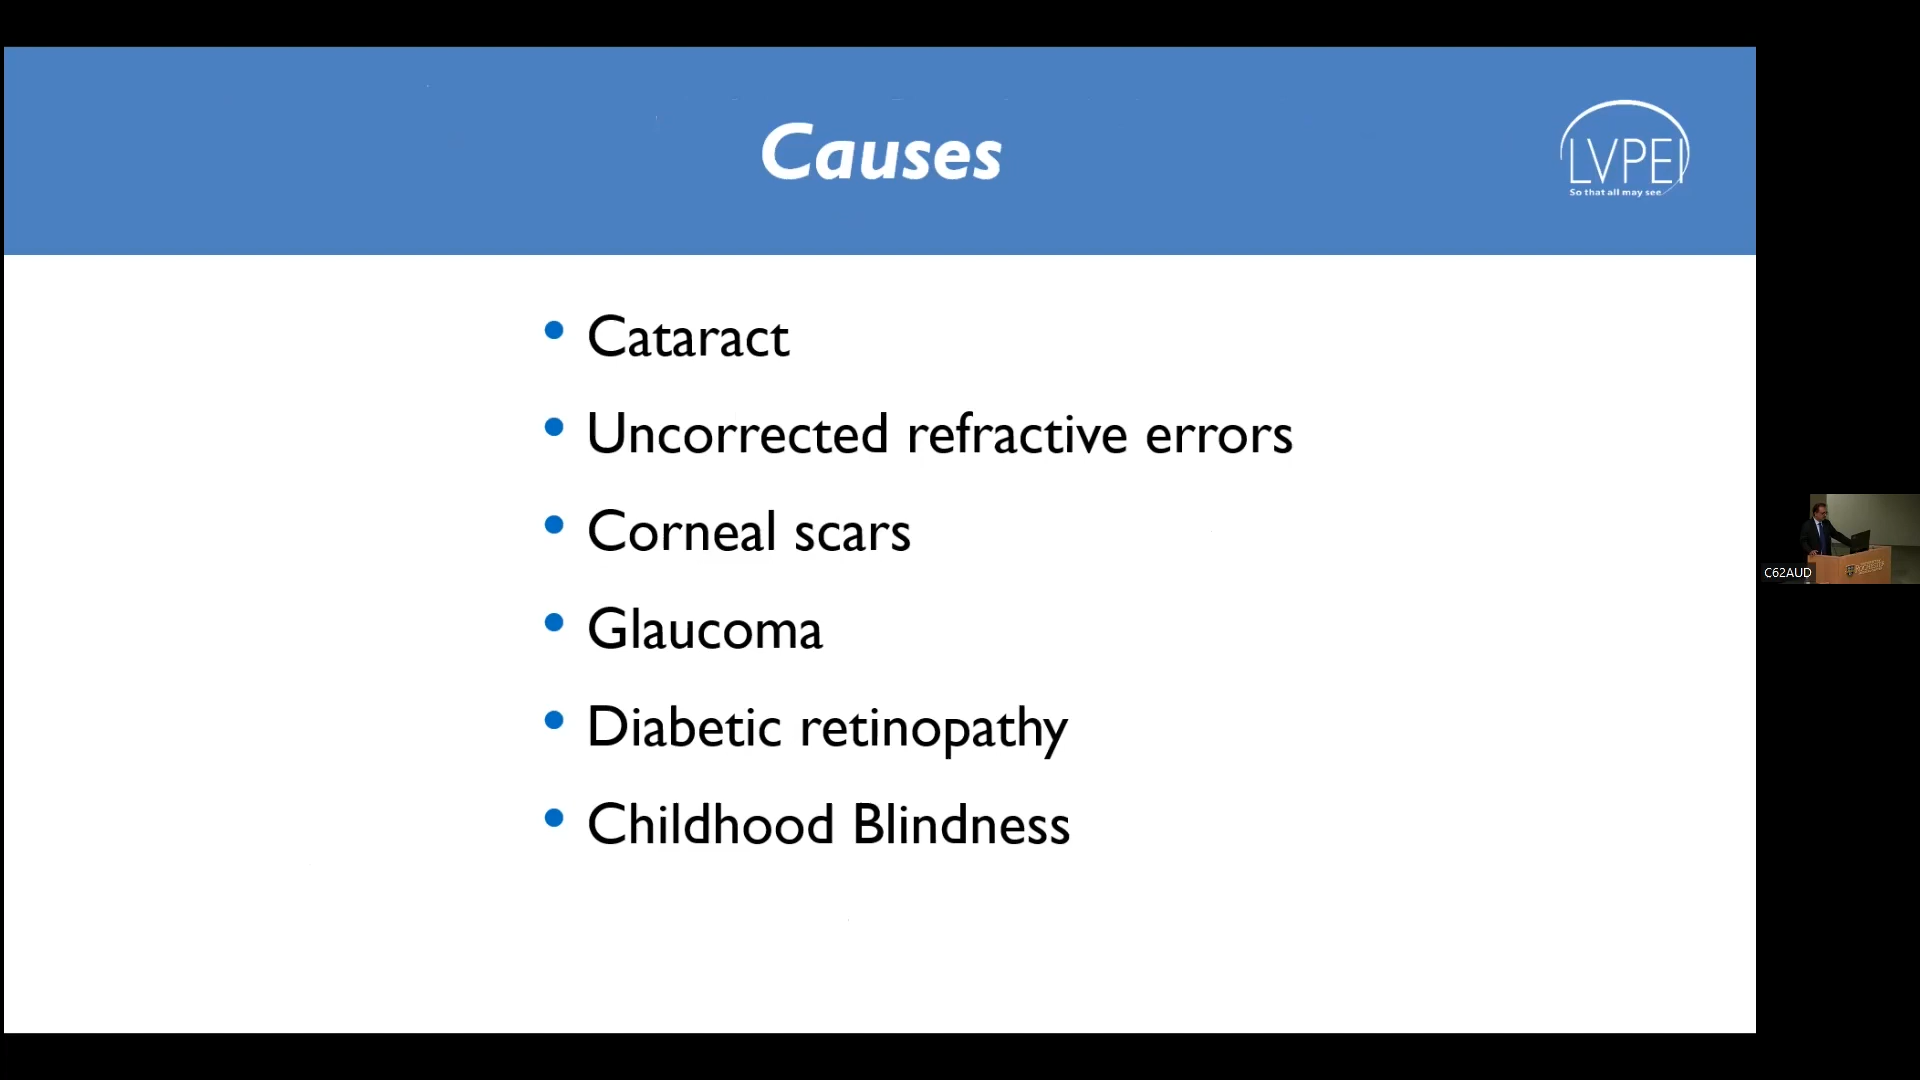 Causes
LVPEI
So that all may see
• Cataract
• Uncorrected refractive errors
• Corneal scars
• Glaucoma
• Diabetic retinopathy
• Childhood Blindness
C62AUD